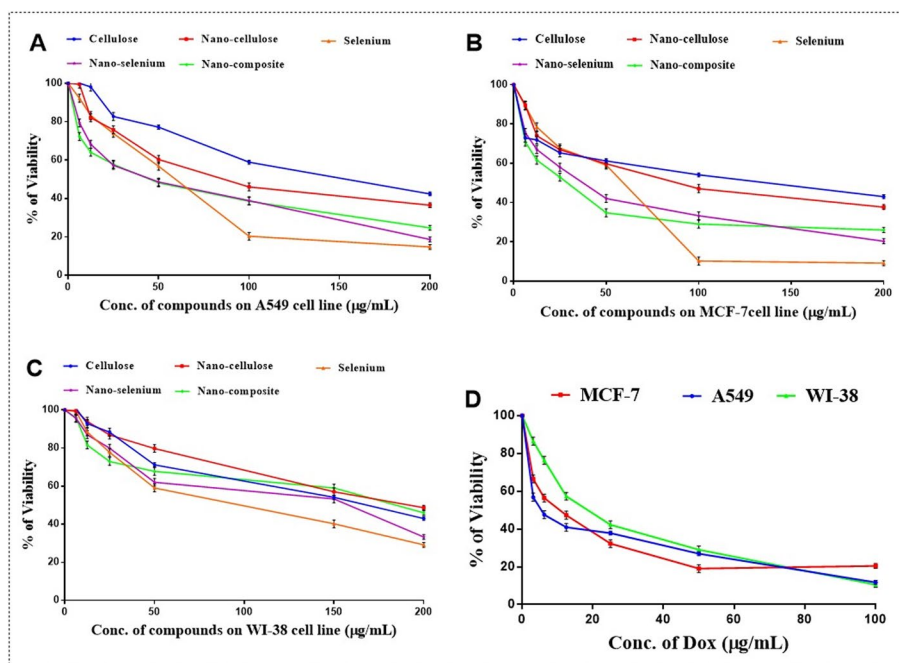 A
Cellulose Nano-cellulose Selenium
Nano-selenium Nano-composite
100
80
60
40
20
0
% of Viability
0 50 100 150 200
Conc. of compounds on A549 cell line (µg/mL)
B
Cellulose Nano-cellulose Selenium
Nano-selenium Nano-composite
100
80
60
40
20
0
% of Viability
0 50 100 150 200
Conc. of compounds on MCF-7cell line (µg/mL)
C
Cellulose Nano-cellulose Selenium
Nano-selenium Nano-composite
100
80
60
40
20
0
% of Viability
0 50 100 150 200
Conc. of compounds on WI-38 cell line (µg/mL)
D
MCF-7 A549 WI-38
100
80
60
40
20
0
% of Viability
0 20 40 60 80 100
Conc. of Dox (µg/mL)